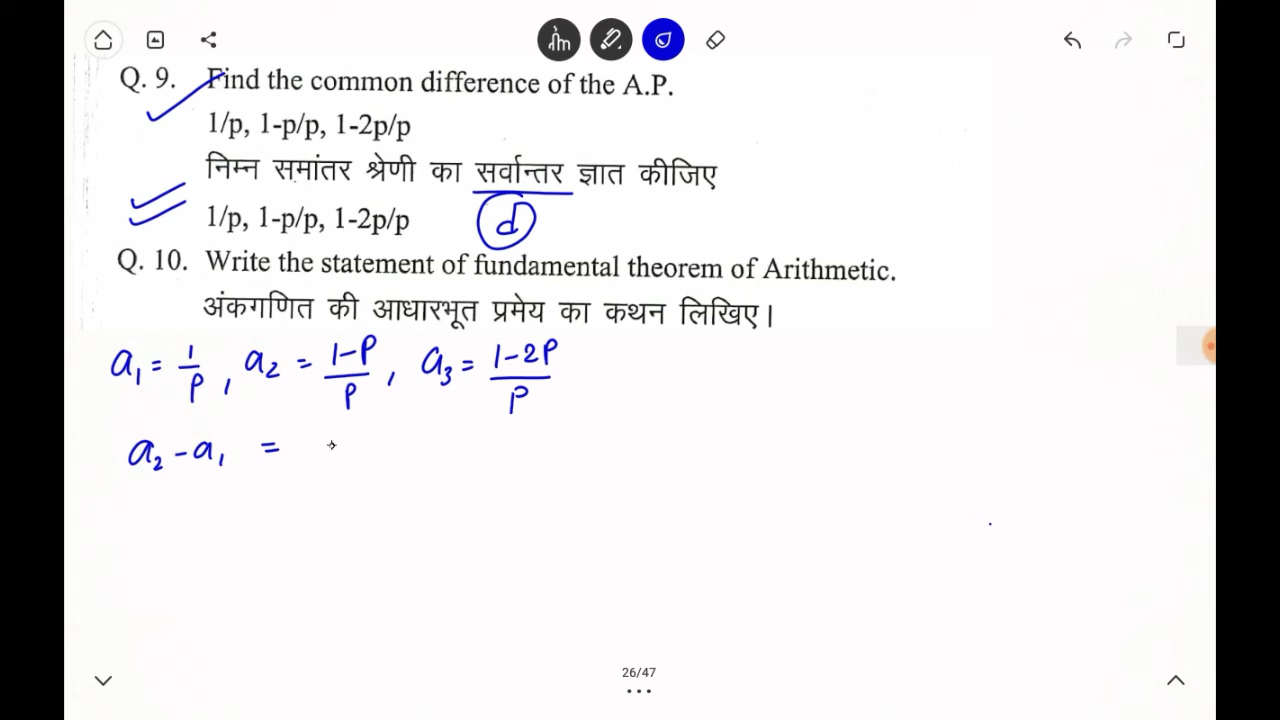 Q. 9. Find the common difference of the A.P.
1/p, 1-p/p, 1-2p/p
निम्न समांतर श्रेणी का सर्वान्तर ज्ञात कीजिए
1/p, 1-p/p, 1-2p/p
d
Q. 10. Write the statement of fundamental theorem of Arithmetic.
अंकगणित की आधारभूत प्रमेय का कथन लिखिए।
a₁ = 1/P, a₂ = 1-P/P, a₃ = 1-2P/P
a₂ - a₁ =
26/47